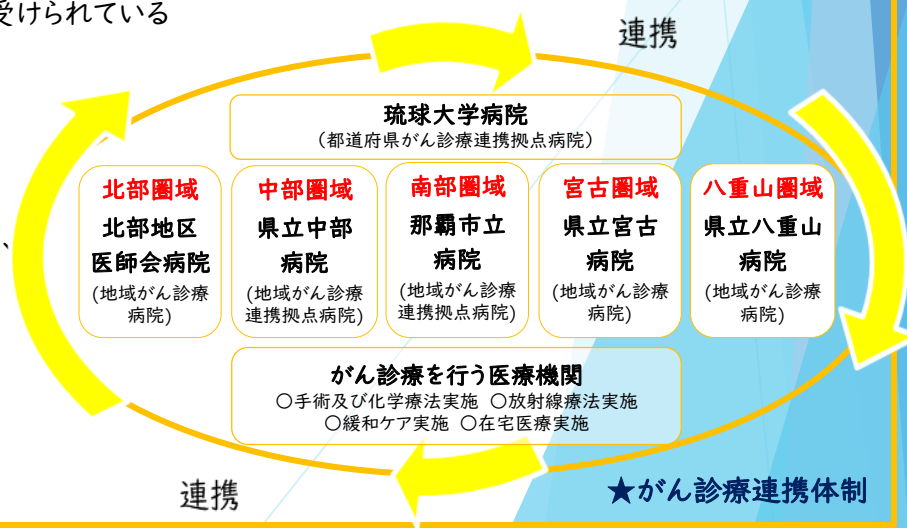 受けられている
連携
琉球大学病院
（都道府県がん診療連携拠点病院）
北部圏域
北部地区
医師会病院
(地域がん診療
病院)
中部圏域
県立中部
病院
(地域がん診療
連携拠点病院)
南部圏域
那覇市立
病院
(地域がん診療
連携拠点病院)
宮古圏域
県立宮古
病院
(地域がん診療
病院)
八重山圏域
県立八重山
病院
(地域がん診療
病院)
、
がん診療を行う医療機関
○手術及び化学療法実施 ○放射線療法実施
○緩和ケア実施 ○在宅医療実施
連携
★がん診療連携体制